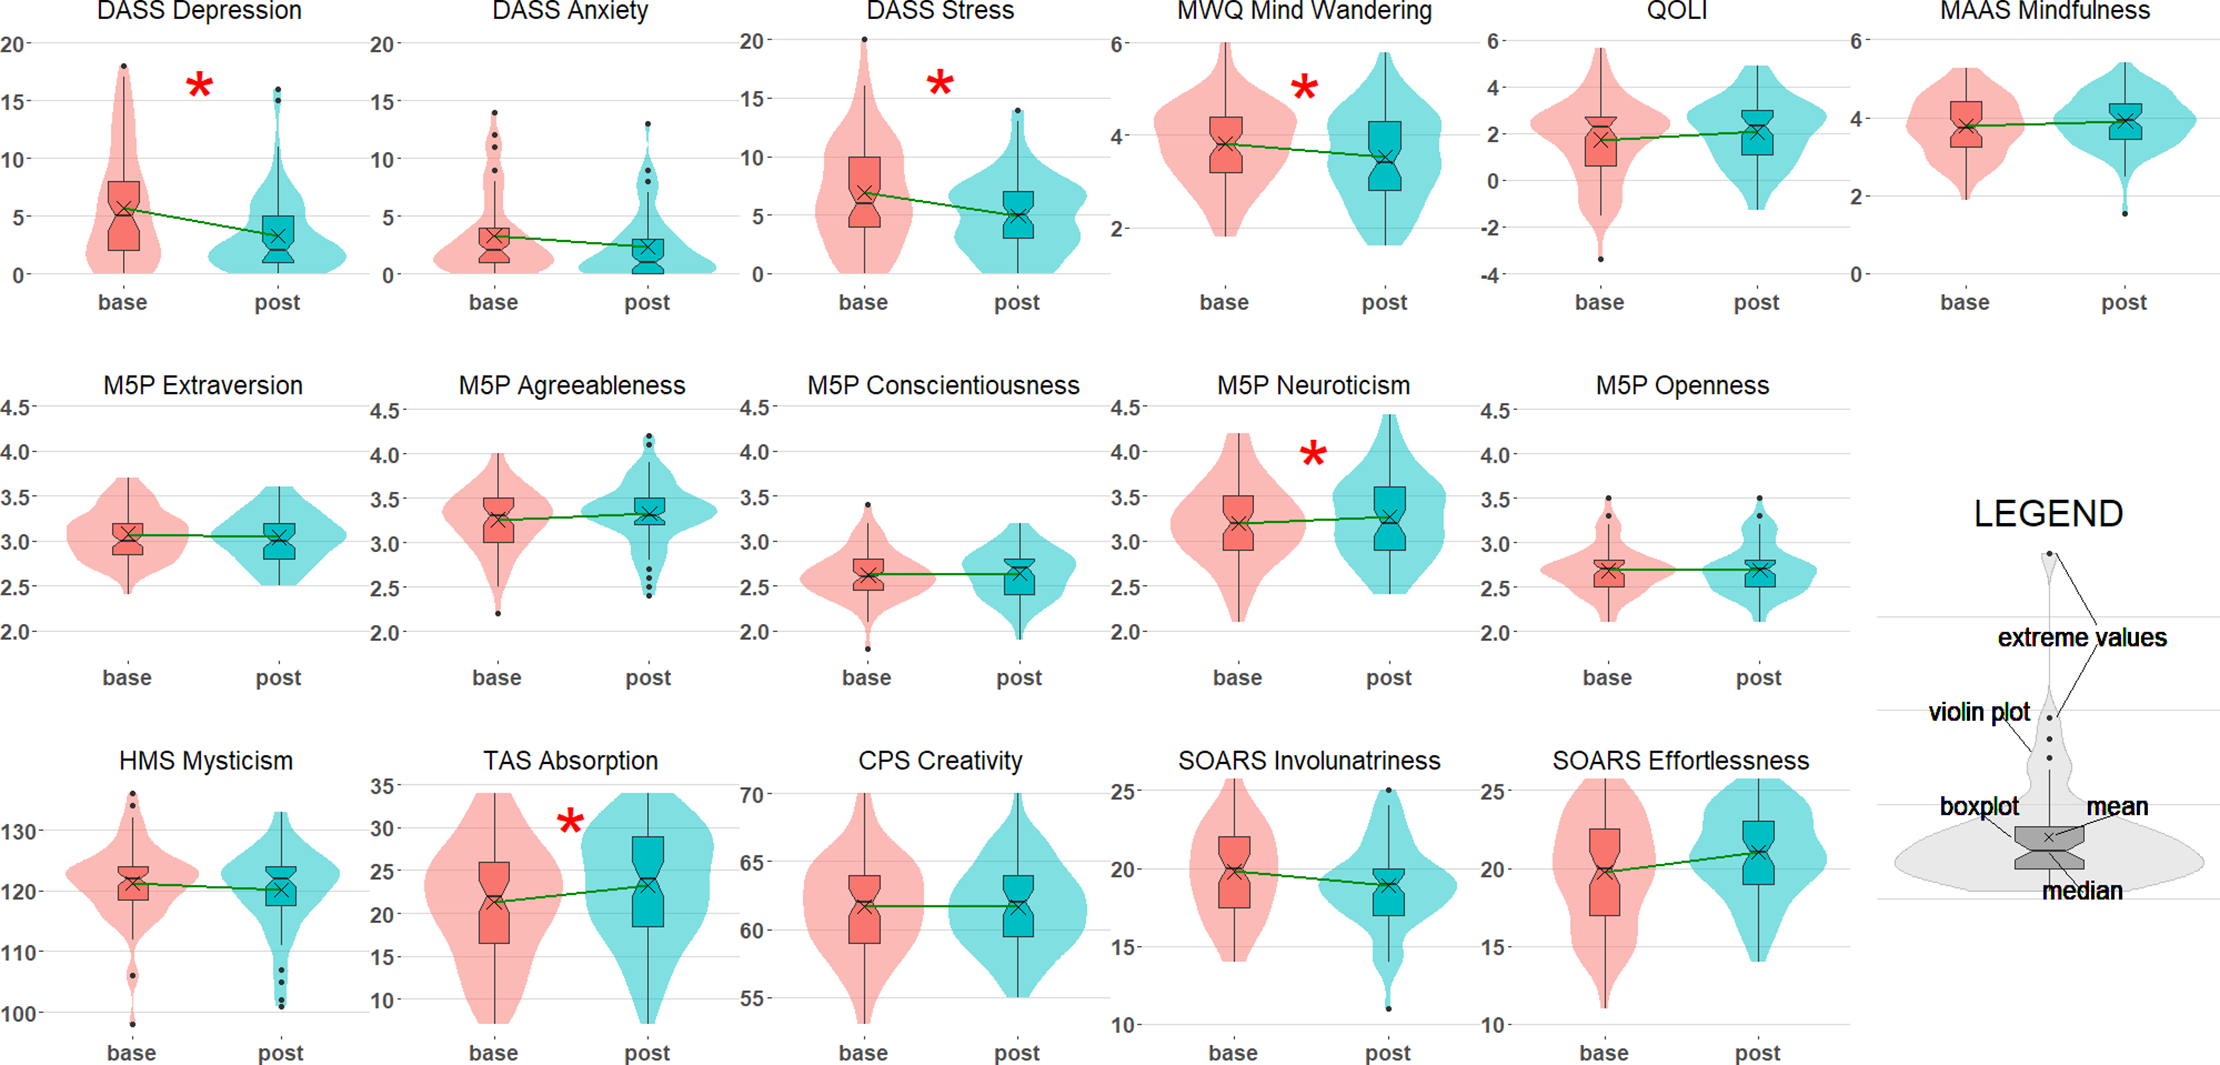 DASS Depression DASS Anxiety DASS Stress MWQ Mind Wandering QOLI MAAS Mindfulness
20 15 10 5 0
base post
20 15 10 5 0
base post
20 15 10 5 0
base post
6 4 2
base post
6 4 2 0 -2 -4
base post
6 4 2 0
base post
M5P Extraversion M5P Agreeableness M5P Conscientiousness M5P Neuroticism M5P Openness
4.5 4.0 3.5 3.0 2.5 2.0
base post
4.5 4.0 3.5 3.0 2.5 2.0
base post
4.5 4.0 3.5 3.0 2.5 2.0
base post
4.5 4.0 3.5 3.0 2.5 2.0
base post
4.5 4.0 3.5 3.0 2.5 2.0
base post
LEGEND
extreme values
violin plot
boxplot mean
median
HMS Mysticism TAS Absorption CPS Creativity SOARS Involunatriness SOARS Effortlessness
130 120 110 100
base post
35 30 25 20 15 10
base post
70 65 60 55
base post
25 20 15 10
base post
25 20 15 10
base post